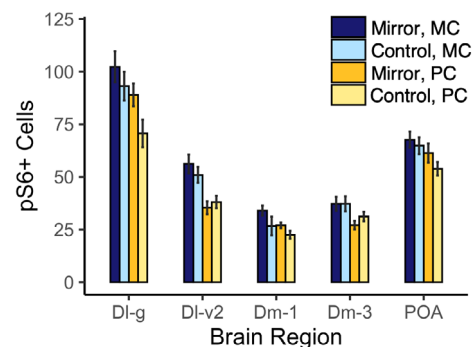 125
100
75
50
25
0
pS6+ Cells
Mirror, MC
Control, MC
Mirror, PC
Control, PC
Dl-g Dl-v2 Dm-1 Dm-3 POA
Brain Region